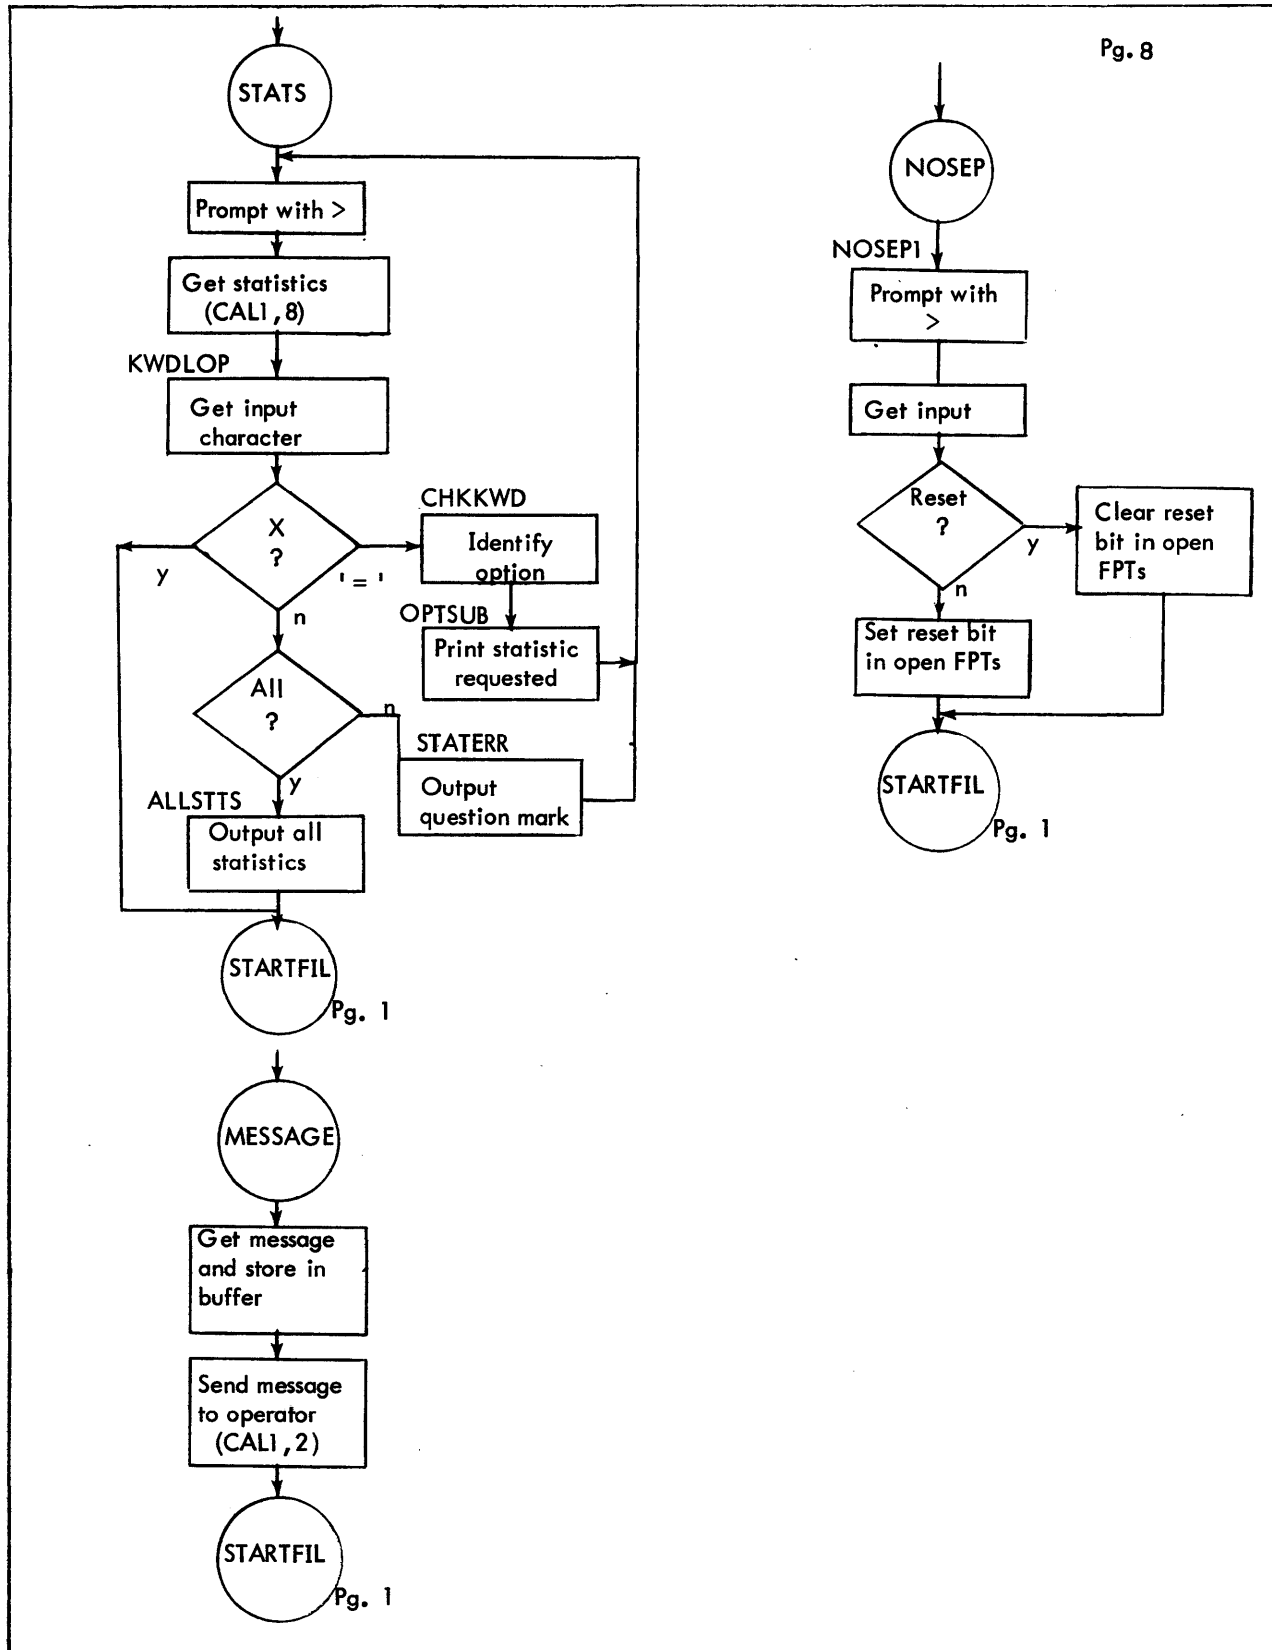 Pg. 8
STATS
Prompt with >
Get statistics
(CAL1,8)
KWDLOP
Get input
character
X
?
y
'='
n
CHKKWD
Identify
option
OPTSUB
Print statistic
requested
All
?
n
y
STATERR
Output
question mark
ALLSTTS
Output all
statistics
STARTFIL
Pg. 1
MESSAGE
Get message
and store in
buffer
Send message
to operator
(CAL1,2)
STARTFIL
Pg. 1
NOSEP
NOSEP1
Prompt with
>
Get input
Reset
?
y
n
Clear reset
bit in open
FPTs
Set reset bit
in open FPTs
STARTFIL
Pg. 1